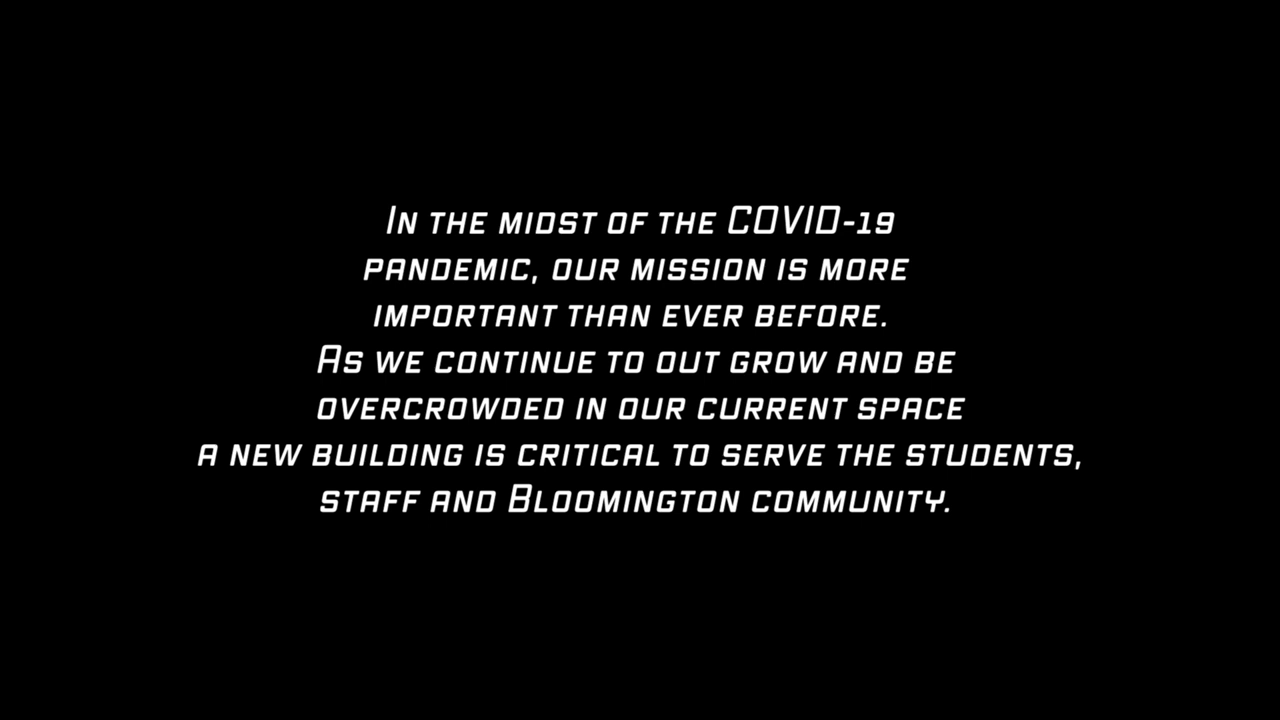 In the midst of the COVID-19
pandemic, our mission is more
important than ever before.
As we continue to out grow and be
overcrowded in our current space
a new building is critical to serve the students,
staff and Bloomington community.